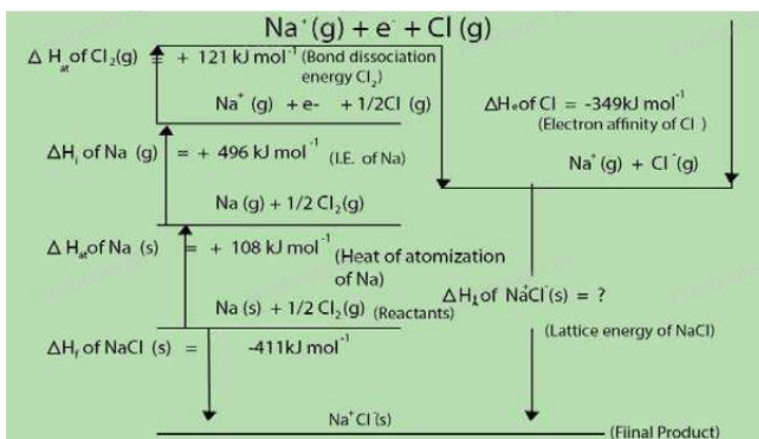 Na⁺(g) + e⁻ + Cl (g)
Δ H at of Cl₂(g) = + 121 kJ mol⁻¹ (Bond dissociation
energy Cl₂)
Na⁺ (g) + e- + 1/2Cl (g)
ΔHₑ of Cl = -349kJ mol⁻¹
(Electron affinity of Cl )
Na⁺(g) + Cl⁻(g)
ΔHᵢ of Na (g) = + 496 kJ mol⁻¹ (I.E. of Na)
Na (g) + 1/2 Cl₂(g)
Δ H at of Na (s) = + 108 kJ mol⁻¹ (Heat of atomization
of Na)
Na (s) + 1/2 Cl₂(g) (Reactants)
ΔHₗ of Na⁺Cl⁻(s) = ?
(Lattice energy of NaCl)
ΔHf of NaCl (s) = -411kJ mol⁻¹
Na⁺Cl⁻(s)
(Fiinal Product)